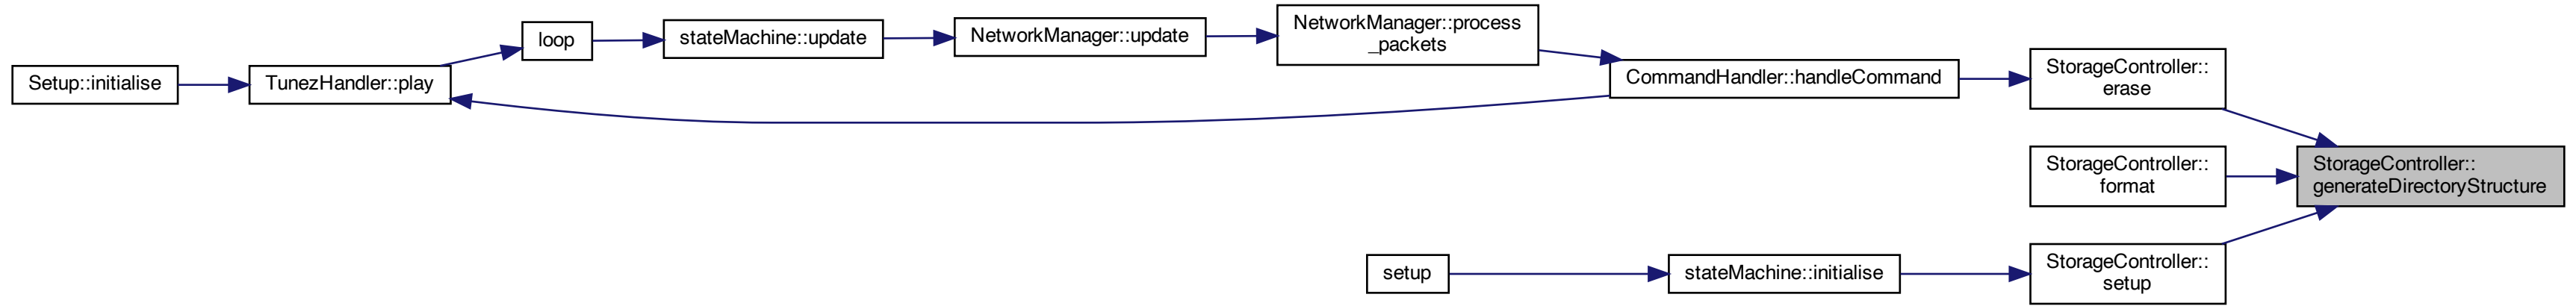 Setup::initialise
TunezHandler::play
loop
stateMachine::update
NetworkManager::update
NetworkManager::process
_packets
CommandHandler::handleCommand
StorageController::
erase
StorageController::
format
StorageController::
generateDirectoryStructure
setup
stateMachine::initialise
StorageController::
setup